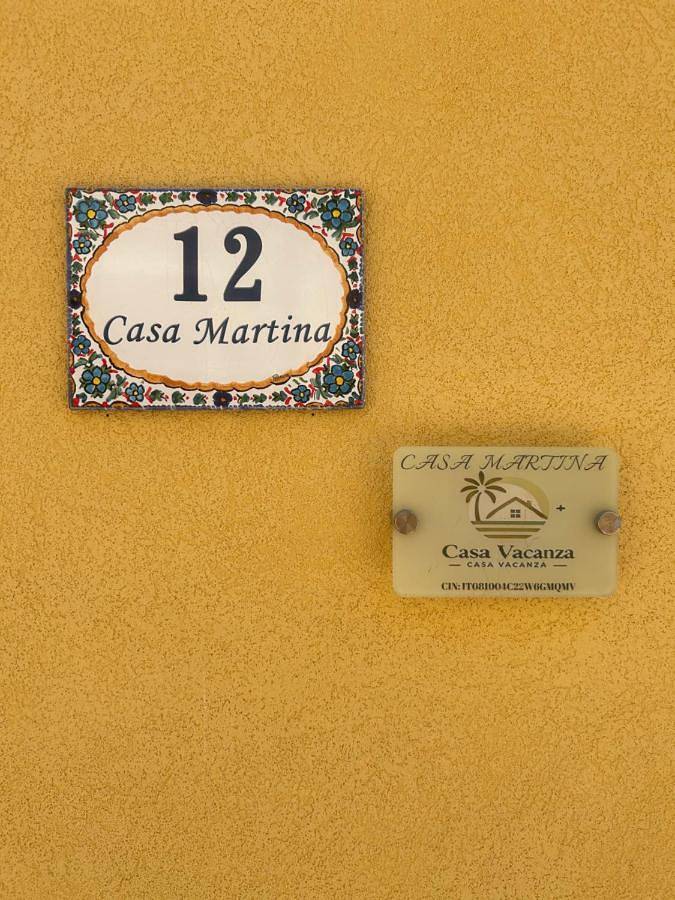 12
Casa Martina
CASA MARTINA
Casa Vacanza
CASA VACANZA
CIN: IT081004C22W6GMQMV